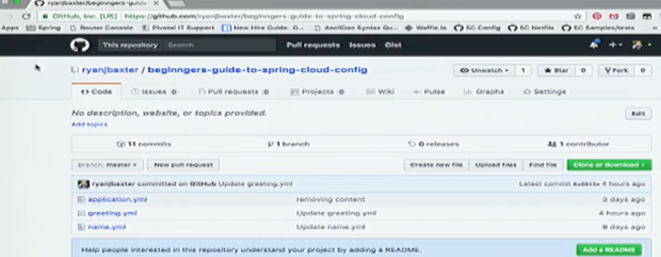 ryanjbaxter/beginngers-guide-
GitHub, Inc. [US] https://github.com/ryanjbaxter/beginngers-guide-to-spring-cloud-config
Apps Spring Router Console Pivotal IT Support New Hire Guide: G... AsciiDoc Syntax Qu... Waffle.io SC Config SC Netflix SC Samples/tests
This repository Search Pull requests Issues Gist
ryanjbaxter / beginngers-guide-to-spring-cloud-config Unwatch 1 Star 0 Fork 0
Code Issues 0 Pull requests 0 Projects 0 Wiki Pulse Graphs Settings
No description, website, or topics provided. Edit
Add topics
11 commits 1 branch 0 releases 1 contributor
Branch: master New pull request Create new file Upload files Find file Clone or download
ryanjbaxter committed on GitHub Update greeting.yml Latest commit 4 hours ago
application.yml removing content 3 days ago
greeting.yml Update greeting.yml 4 hours ago
name.yml Update name.yml 9 days ago
Help people interested in this repository understand your project by adding a README. Add a README